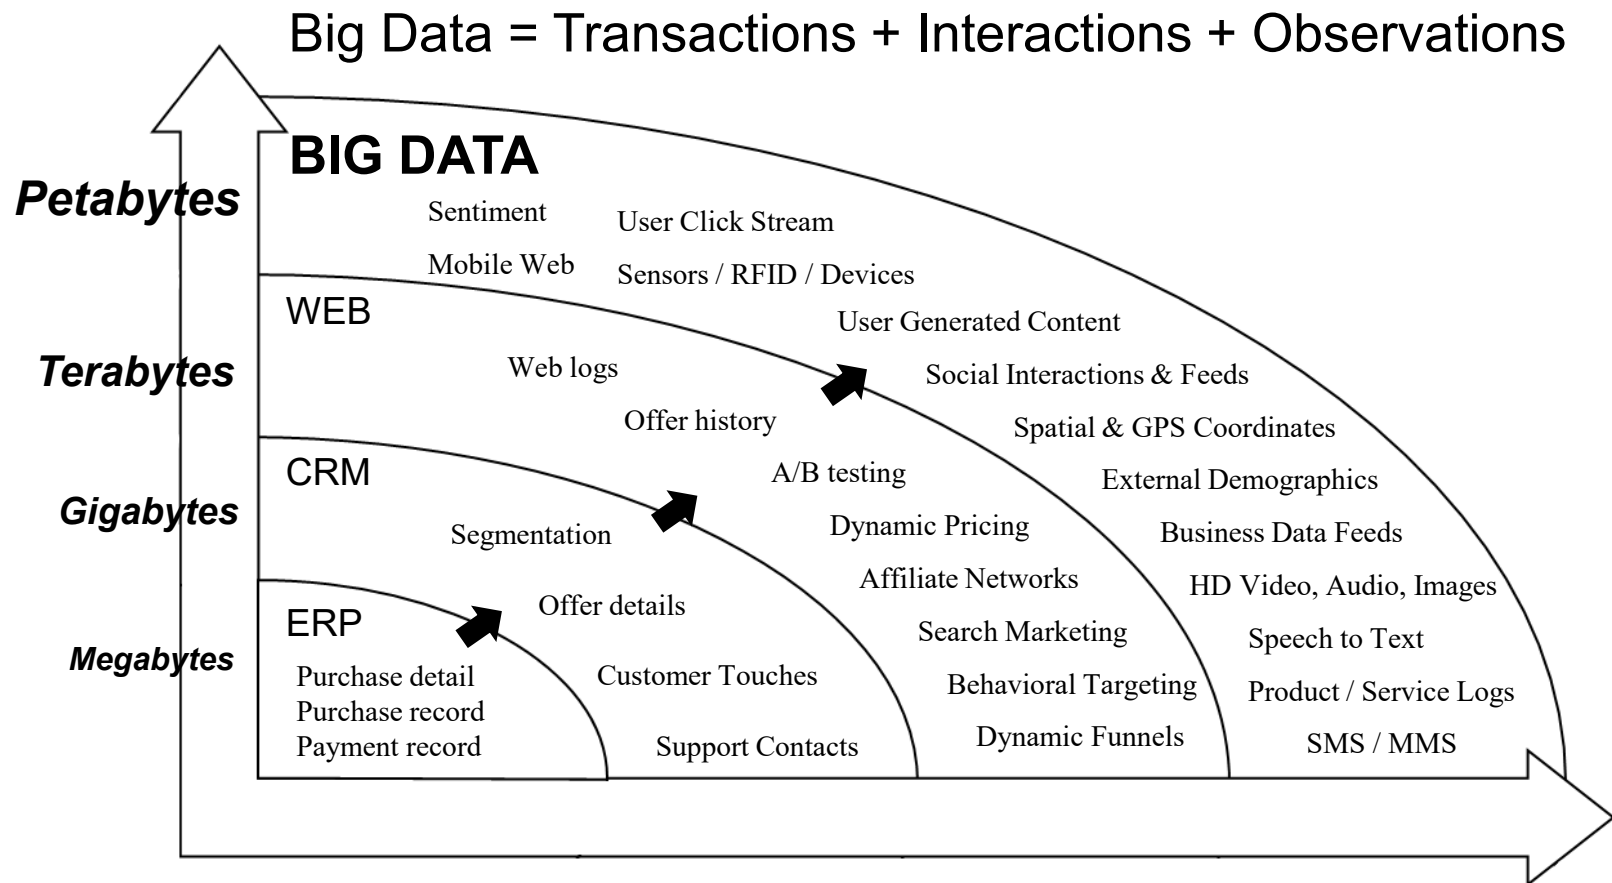 Big Data = Transactions + Interactions + Observations
BIG DATA
Petabytes
Sentiment
User Click Stream
Mobile Web
Sensors / RFID / Devices
WEB
User Generated Content
Terabytes
Web logs
Social Interactions & Feeds
Offer history
Spatial & GPS Coordinates
CRM
A/B testing
External Demographics
Gigabytes
Segmentation
Dynamic Pricing
Business Data Feeds
Affiliate Networks
HD Video, Audio, Images
ERP
Offer details
Search Marketing
Speech to Text
Megabytes
Purchase detail
Customer Touches
Behavioral Targeting
Product / Service Logs
Purchase record
Payment record
Support Contacts
Dynamic Funnels
SMS / MMS